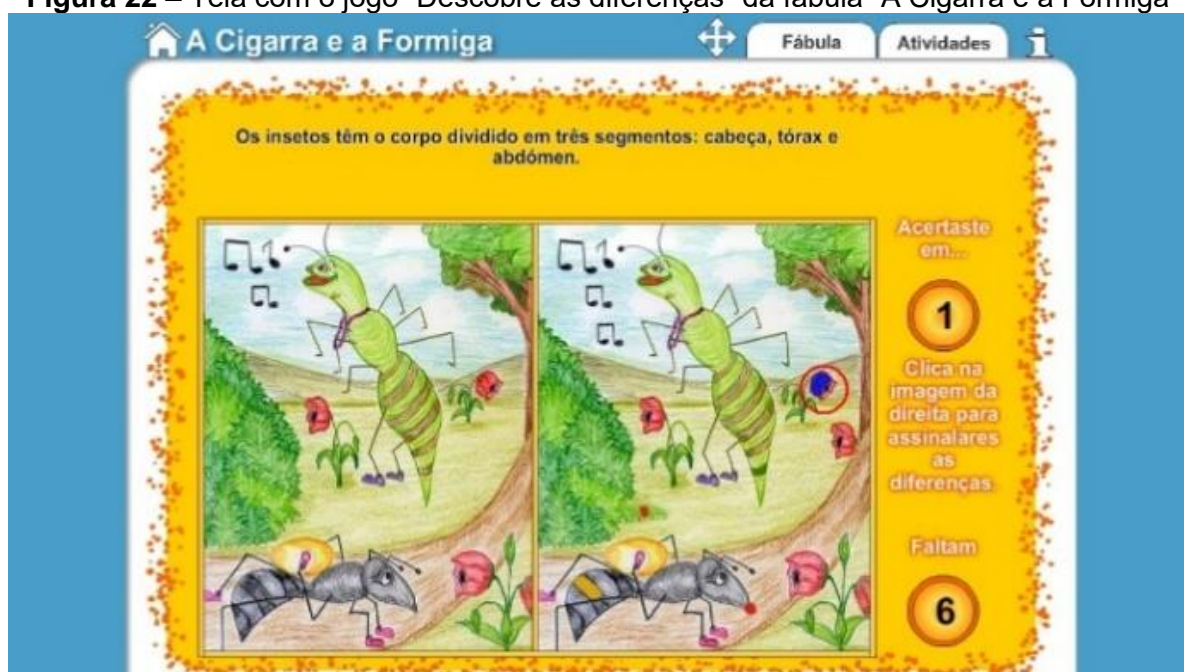 Figura 22 – Tela com o jogo "Descobre as diferenças" da fábula "A Cigarra e a Formiga"
A Cigarra e a Formiga
Fábula
Atividades
i
Os insetos têm o corpo dividido em três segmentos: cabeça, tórax e
abdómen.
Acertaste
em...
1
Clica na
imagem da
direita para
assinalares
as
diferenças.
Faltam
6